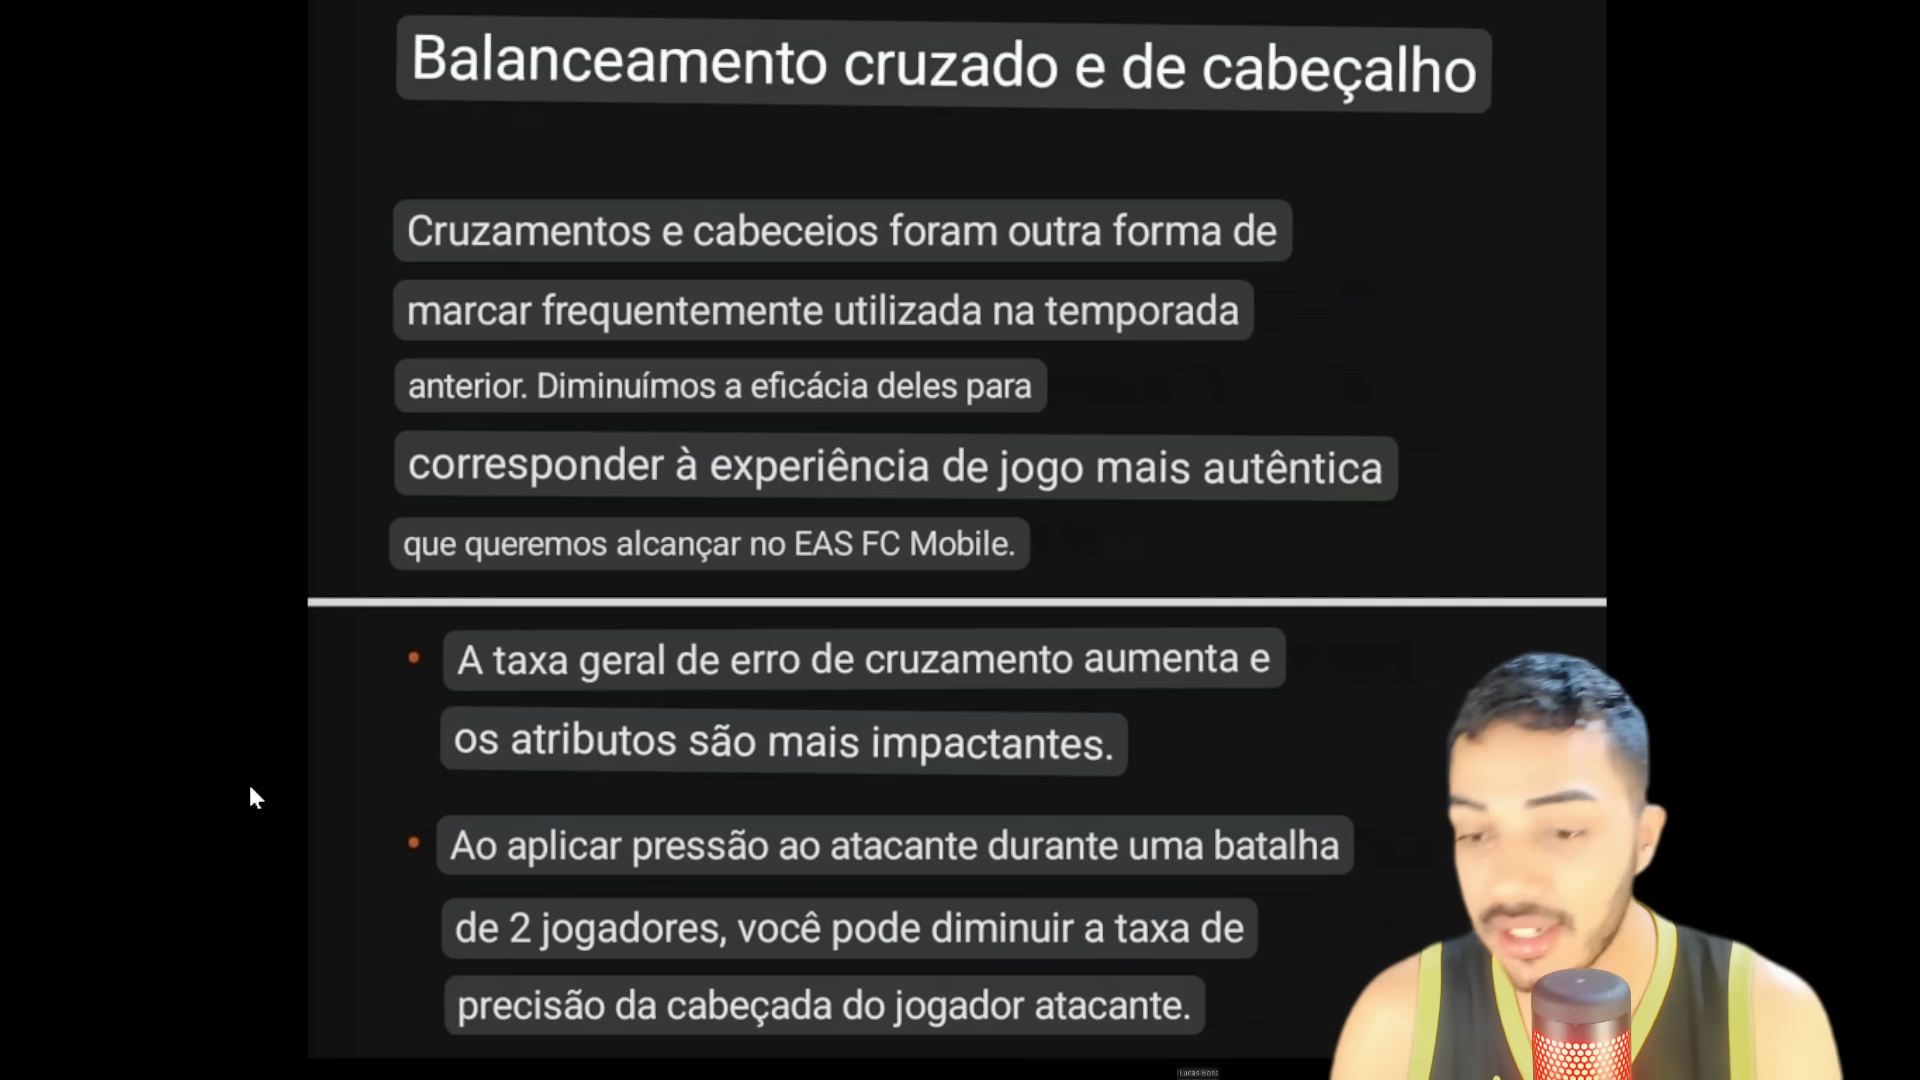 Balanceamento cruzado e de cabeçalho
Cruzamentos e cabeceios foram outra forma de
marcar frequentemente utilizada na temporada
anterior. Diminuímos a eficácia deles para
corresponder à experiência de jogo mais autêntica
que queremos alcançar no EAS FC Mobile.
• A taxa geral de erro de cruzamento aumenta e
os atributos são mais impactantes.
• Ao aplicar pressão ao atacante durante uma batalha
de 2 jogadores, você pode diminuir a taxa de
precisão da cabeçada do jogador atacante.
Lucas Boss